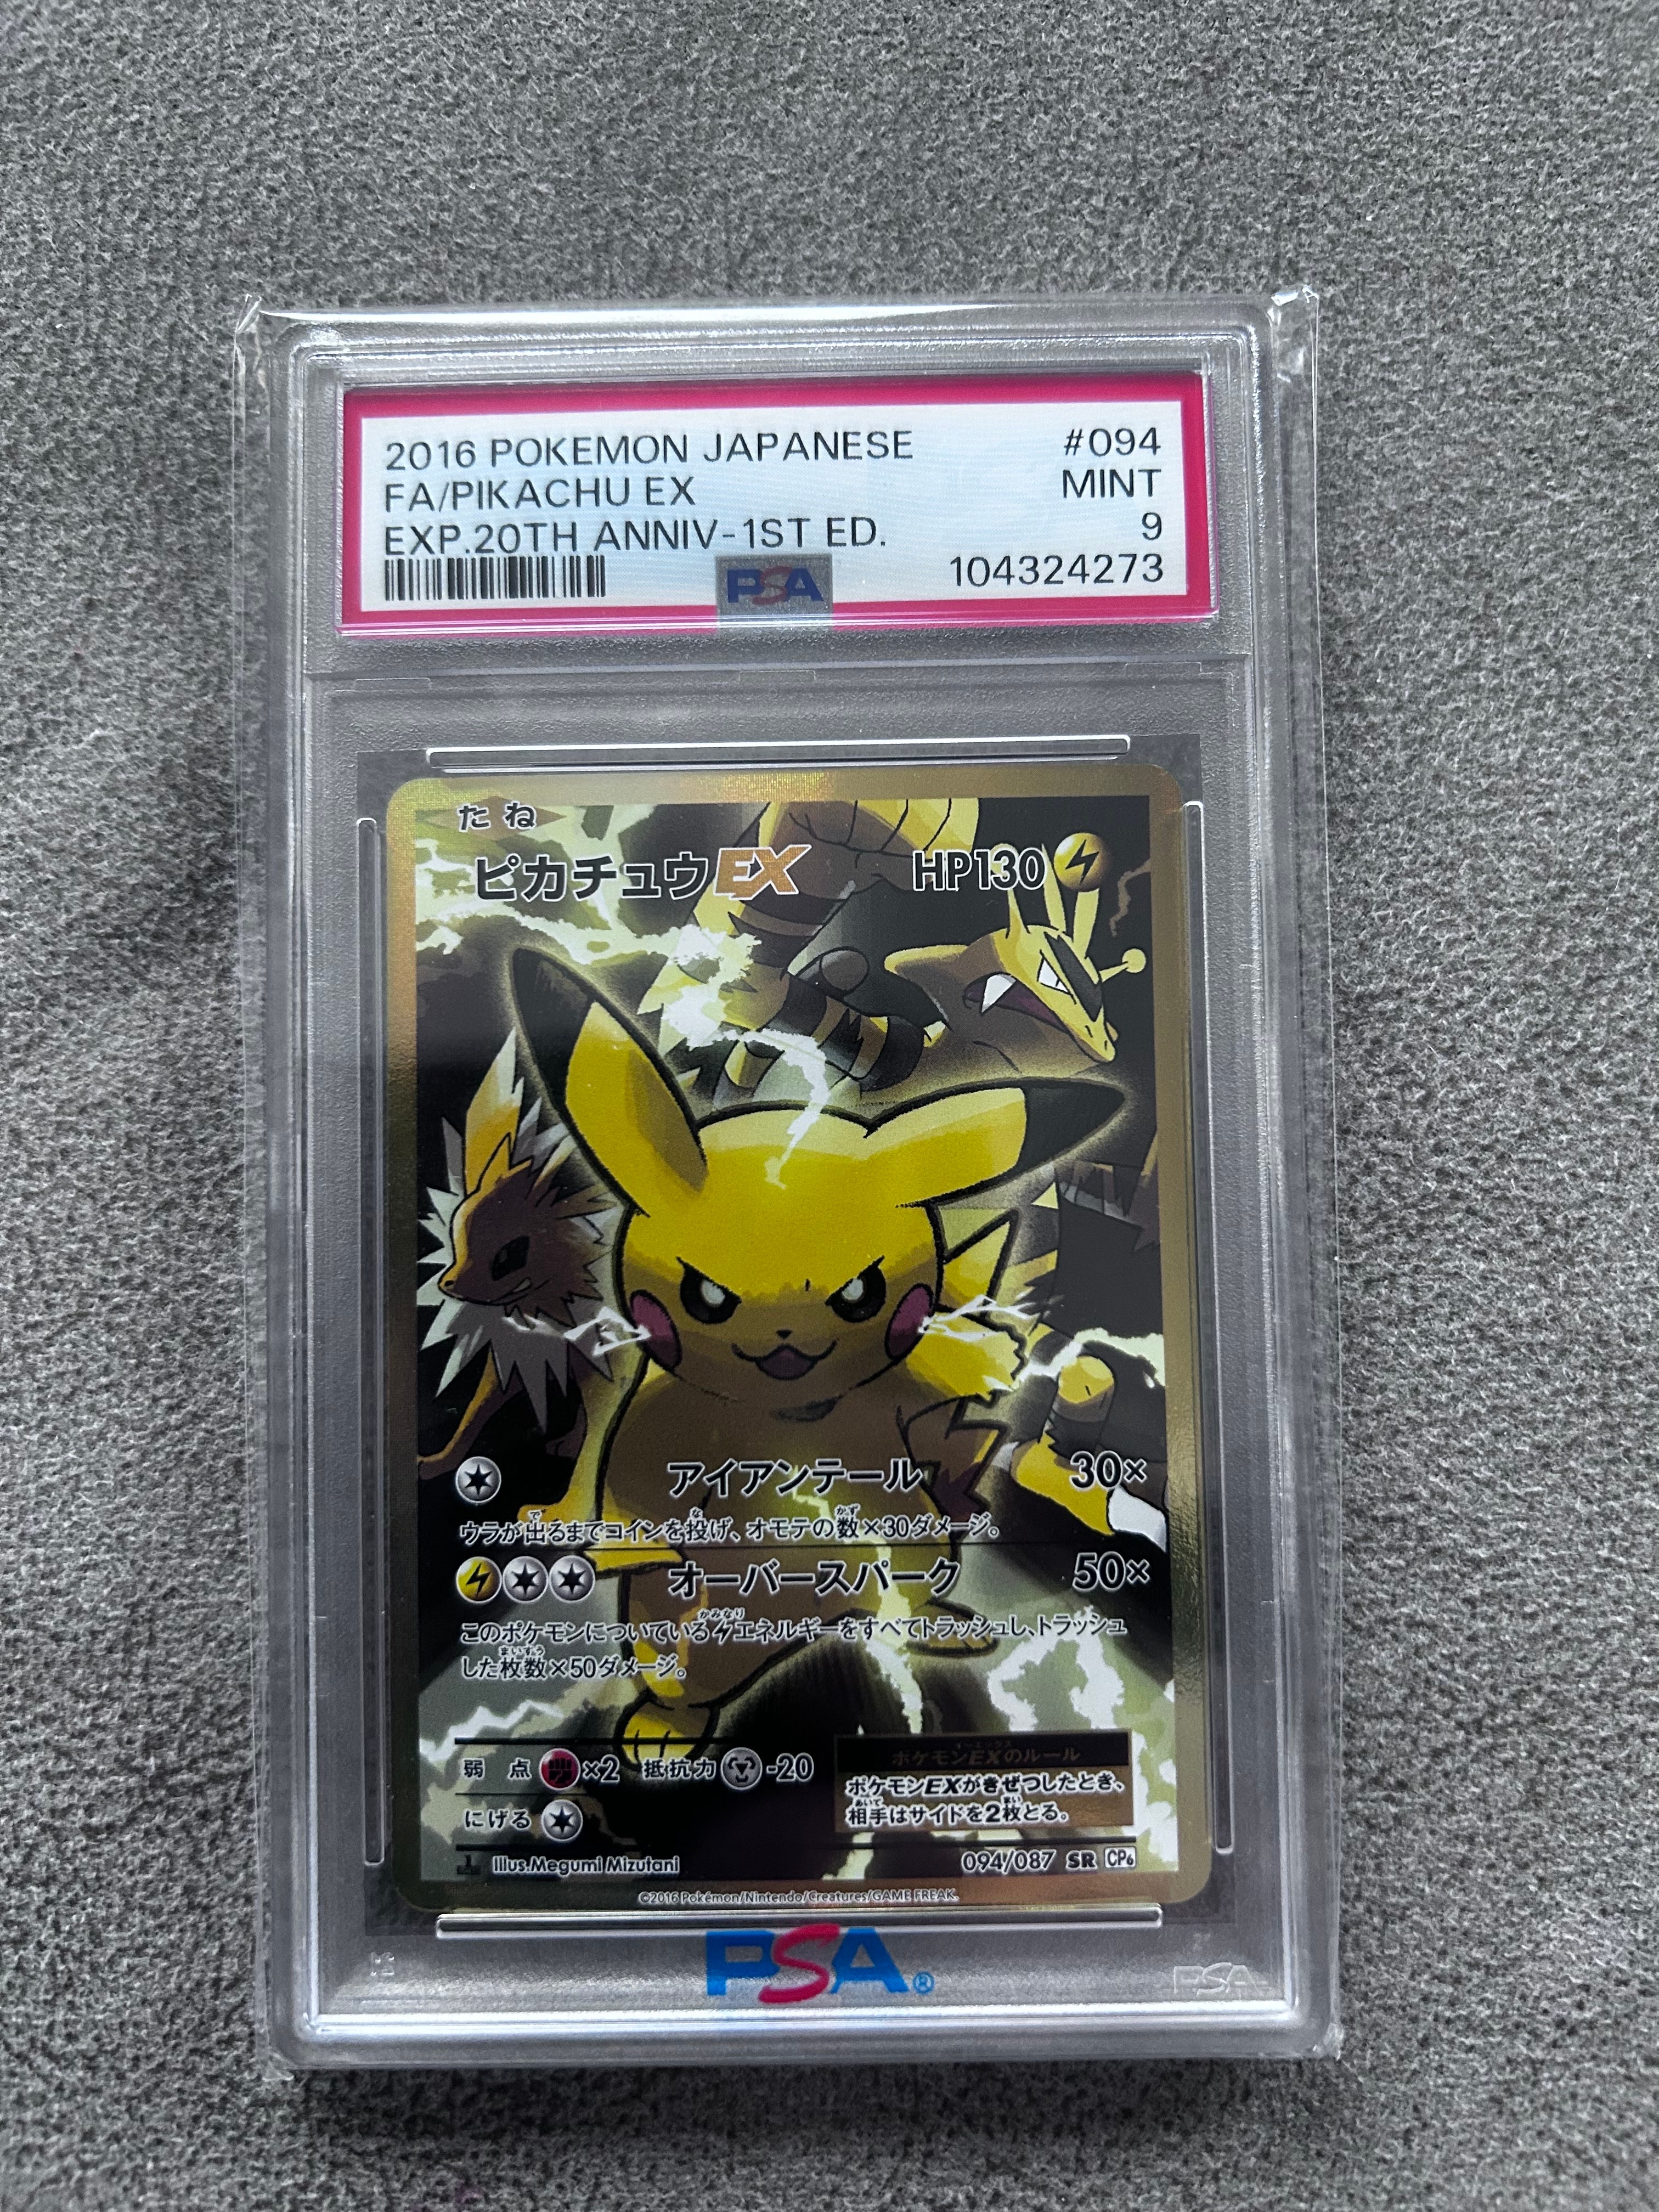 2016 POKEMON JAPANESE #094
FA/PIKACHU EX MINT
EXP.20TH ANNIV-1ST ED. 9
PSA 104324273
たね
ピカチュウEX HP130
アイアンテール 30×
ウラが出るまでコインを投げ、オモテの数×30ダメージ。
オーバースパーク 50×
このポケモンについているエネルギーをすべてトラッシュし、トラッシュ
した枚数×50ダメージ。
弱点 ×2 抵抗力 -20
にげる
ポケモンEXのルール
ポケモンEXがきぜつしたとき、
相手はサイドを2枚とる。
Illus.Megumi Mizutani 094/087 SR CP6
©2016 Pokémon/Nintendo/Creatures/GAME FREAK.
PSA®
PSA